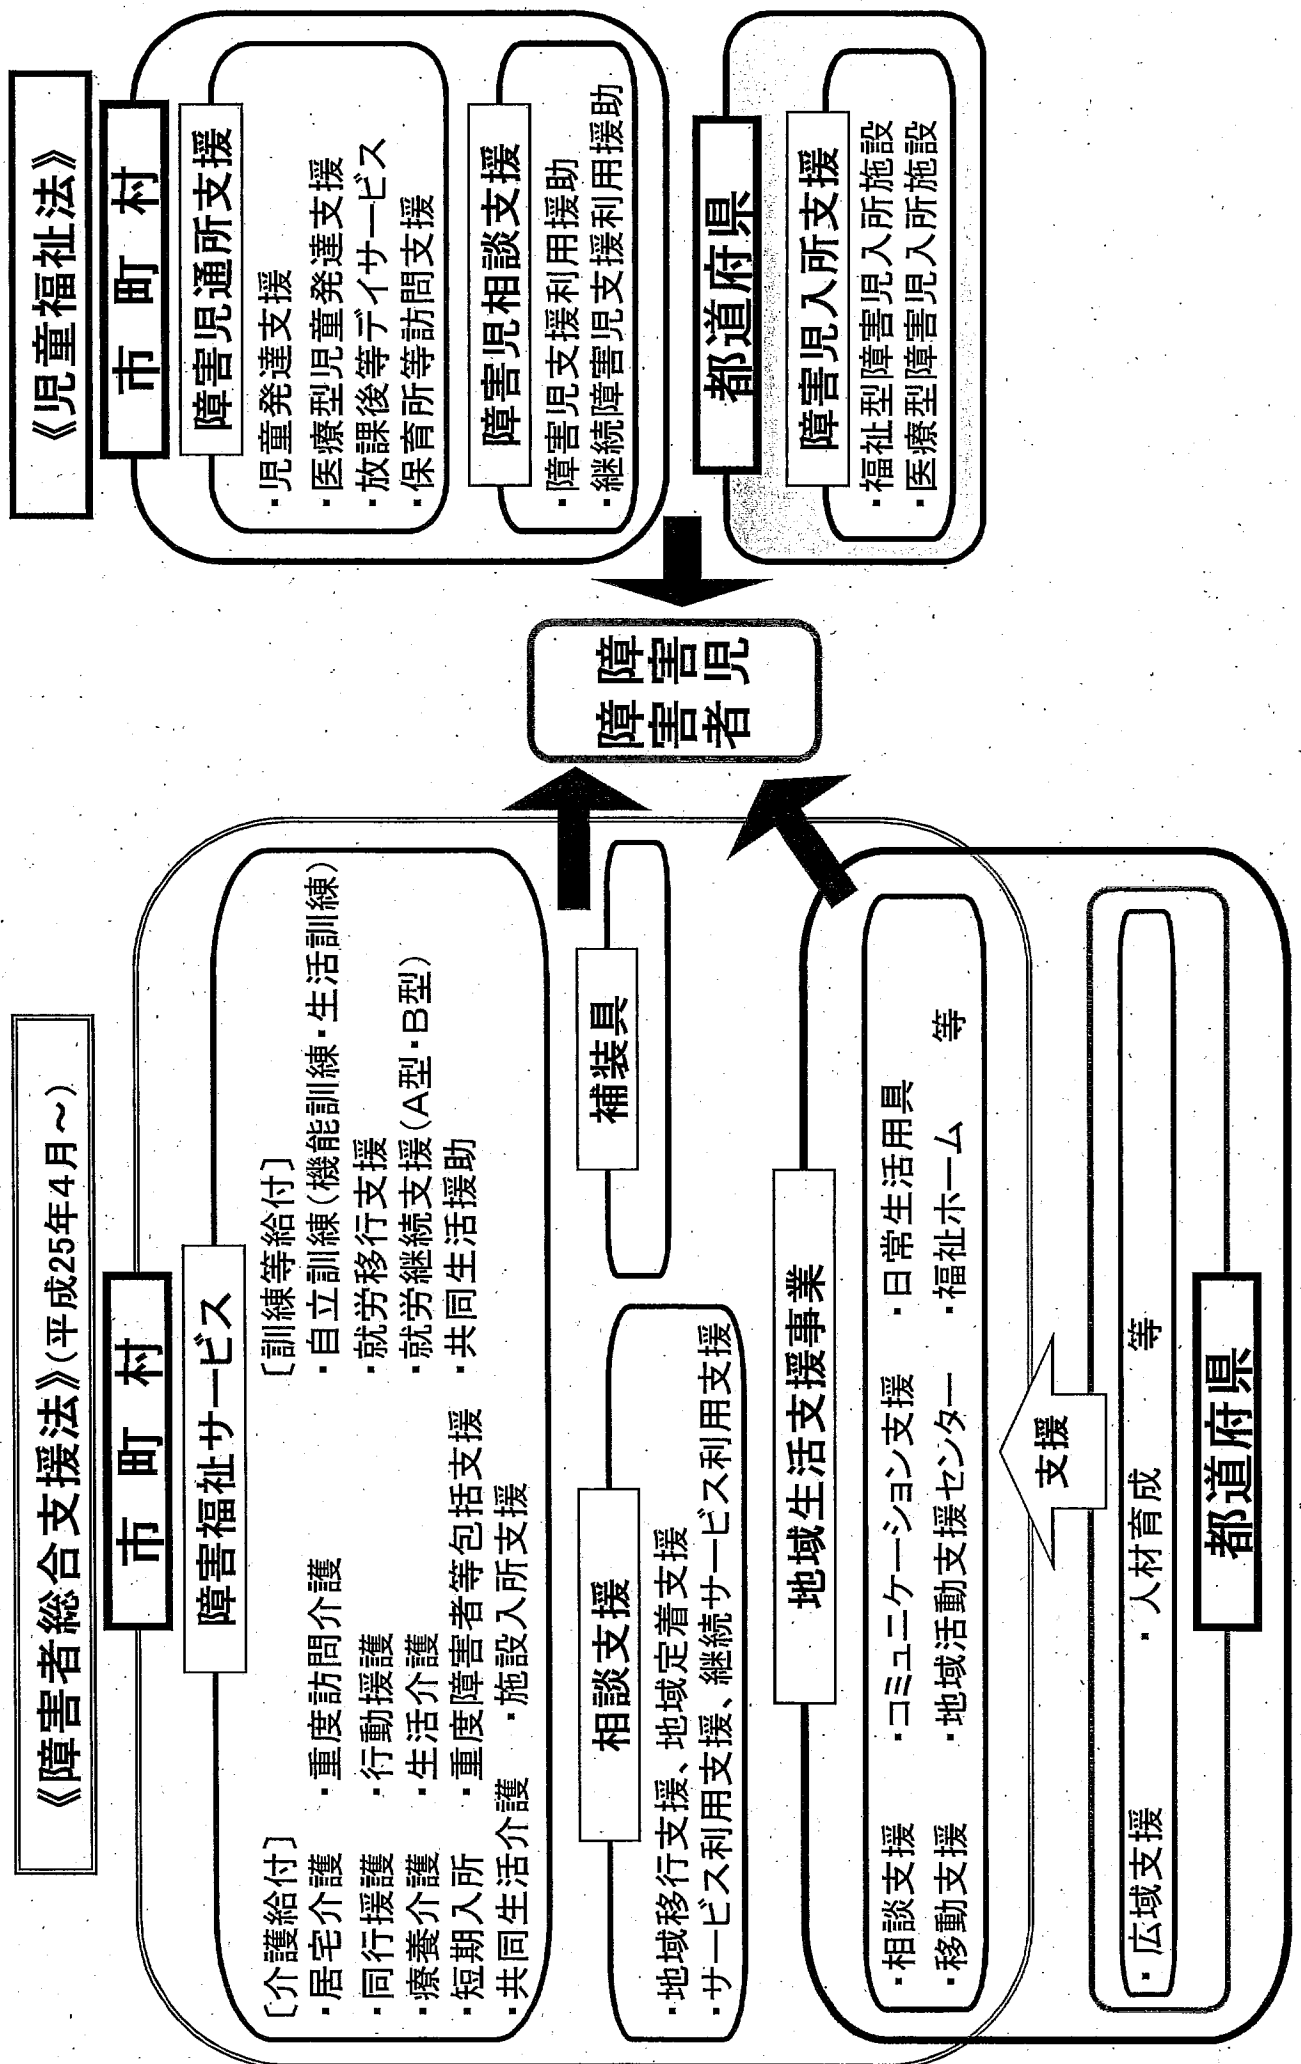 《障害者総合支援法》(平成25年4月～)
市 町 村
障害福祉サービス
〔介護給付〕
・居宅介護 ・重度訪問介護
・同行援護 ・行動援護
・療養介護 ・生活介護
・短期入所 ・重度障害者等包括支援
・共同生活介護 ・施設入所支援
〔訓練等給付〕
・自立訓練(機能訓練・生活訓練)
・就労移行支援
・就労継続支援(A型・B型)
・共同生活援助
相談支援
・地域移行支援、地域定着支援
・サービス利用支援、継続サービス利用支援
補装具
地域生活支援事業
・相談支援 ・コミュニケーション支援 ・日常生活用具
・移動支援 ・地域活動支援センター ・福祉ホーム 等
支援
・広域支援 ・人材育成 等
都道府県
障害者
障害児
《児童福祉法》
市 町 村
障害児通所支援
・児童発達支援
・医療型児童発達支援
・放課後等デイサービス
・保育所等訪問支援
障害児相談支援
・障害児支援利用援助
・継続障害児支援利用援助
都道府県
障害児入所支援
・福祉型障害児入所施設
・医療型障害児入所施設